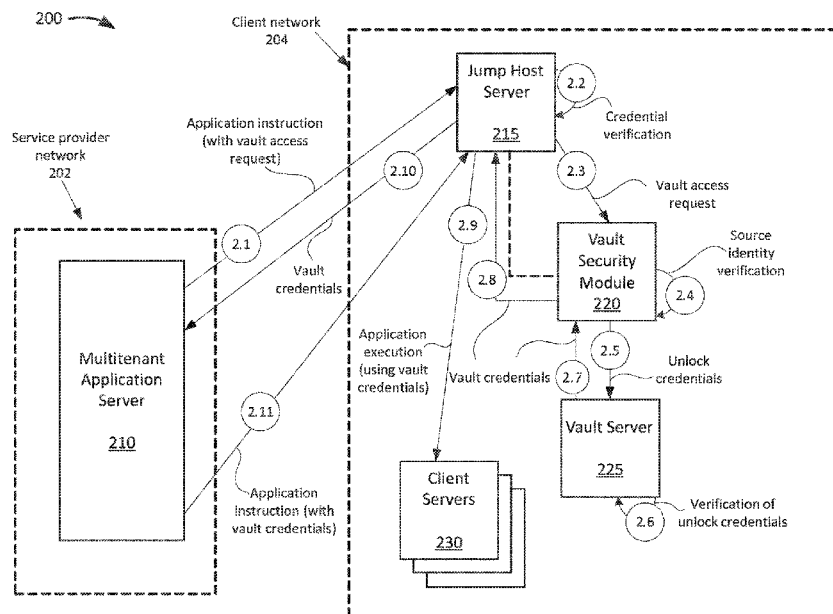 200
Client network
204
Jump Host
Server
215
2.2
Credential
verification
Application instruction
(with vault access
request)
2.10
2.3
Service provider
network
202
Vault access
request
2.9
2.1
Vault
credentials
Vault
Security
Module
220
Source
identity
verification
2.8
2.4
Multitenant
Application
Server
210
Application
execution
(using vault
credentials)
Vault credentials
2.7
2.5
Unlock
credentials
2.11
Vault Server
225
Application
Instruction (with
vault credentials)
Client
Servers
230
2.6
Verification of
unlock credentials